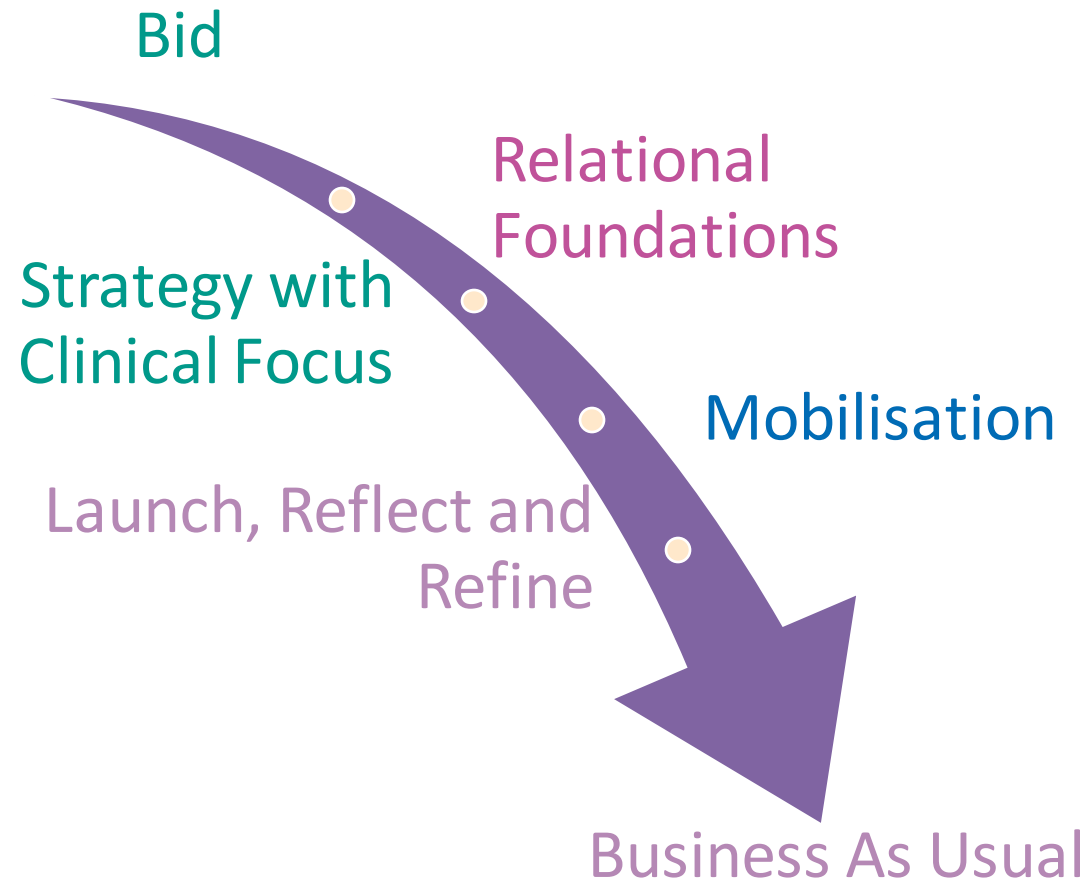 Bid
Relational
Foundations
Strategy with
Clinical Focus
Mobilisation
Launch, Reflect and
Refine
Business As Usual